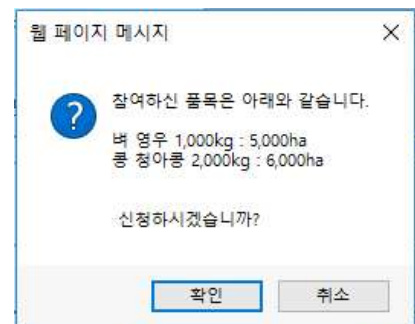 웹 페이지 메시지
참여하신 품목은 아래와 같습니다.
벼 영우 1,000kg : 5,000ha
콩 청아콩 2,000kg : 6,000ha
신청하시겠습니까?
확인
취소